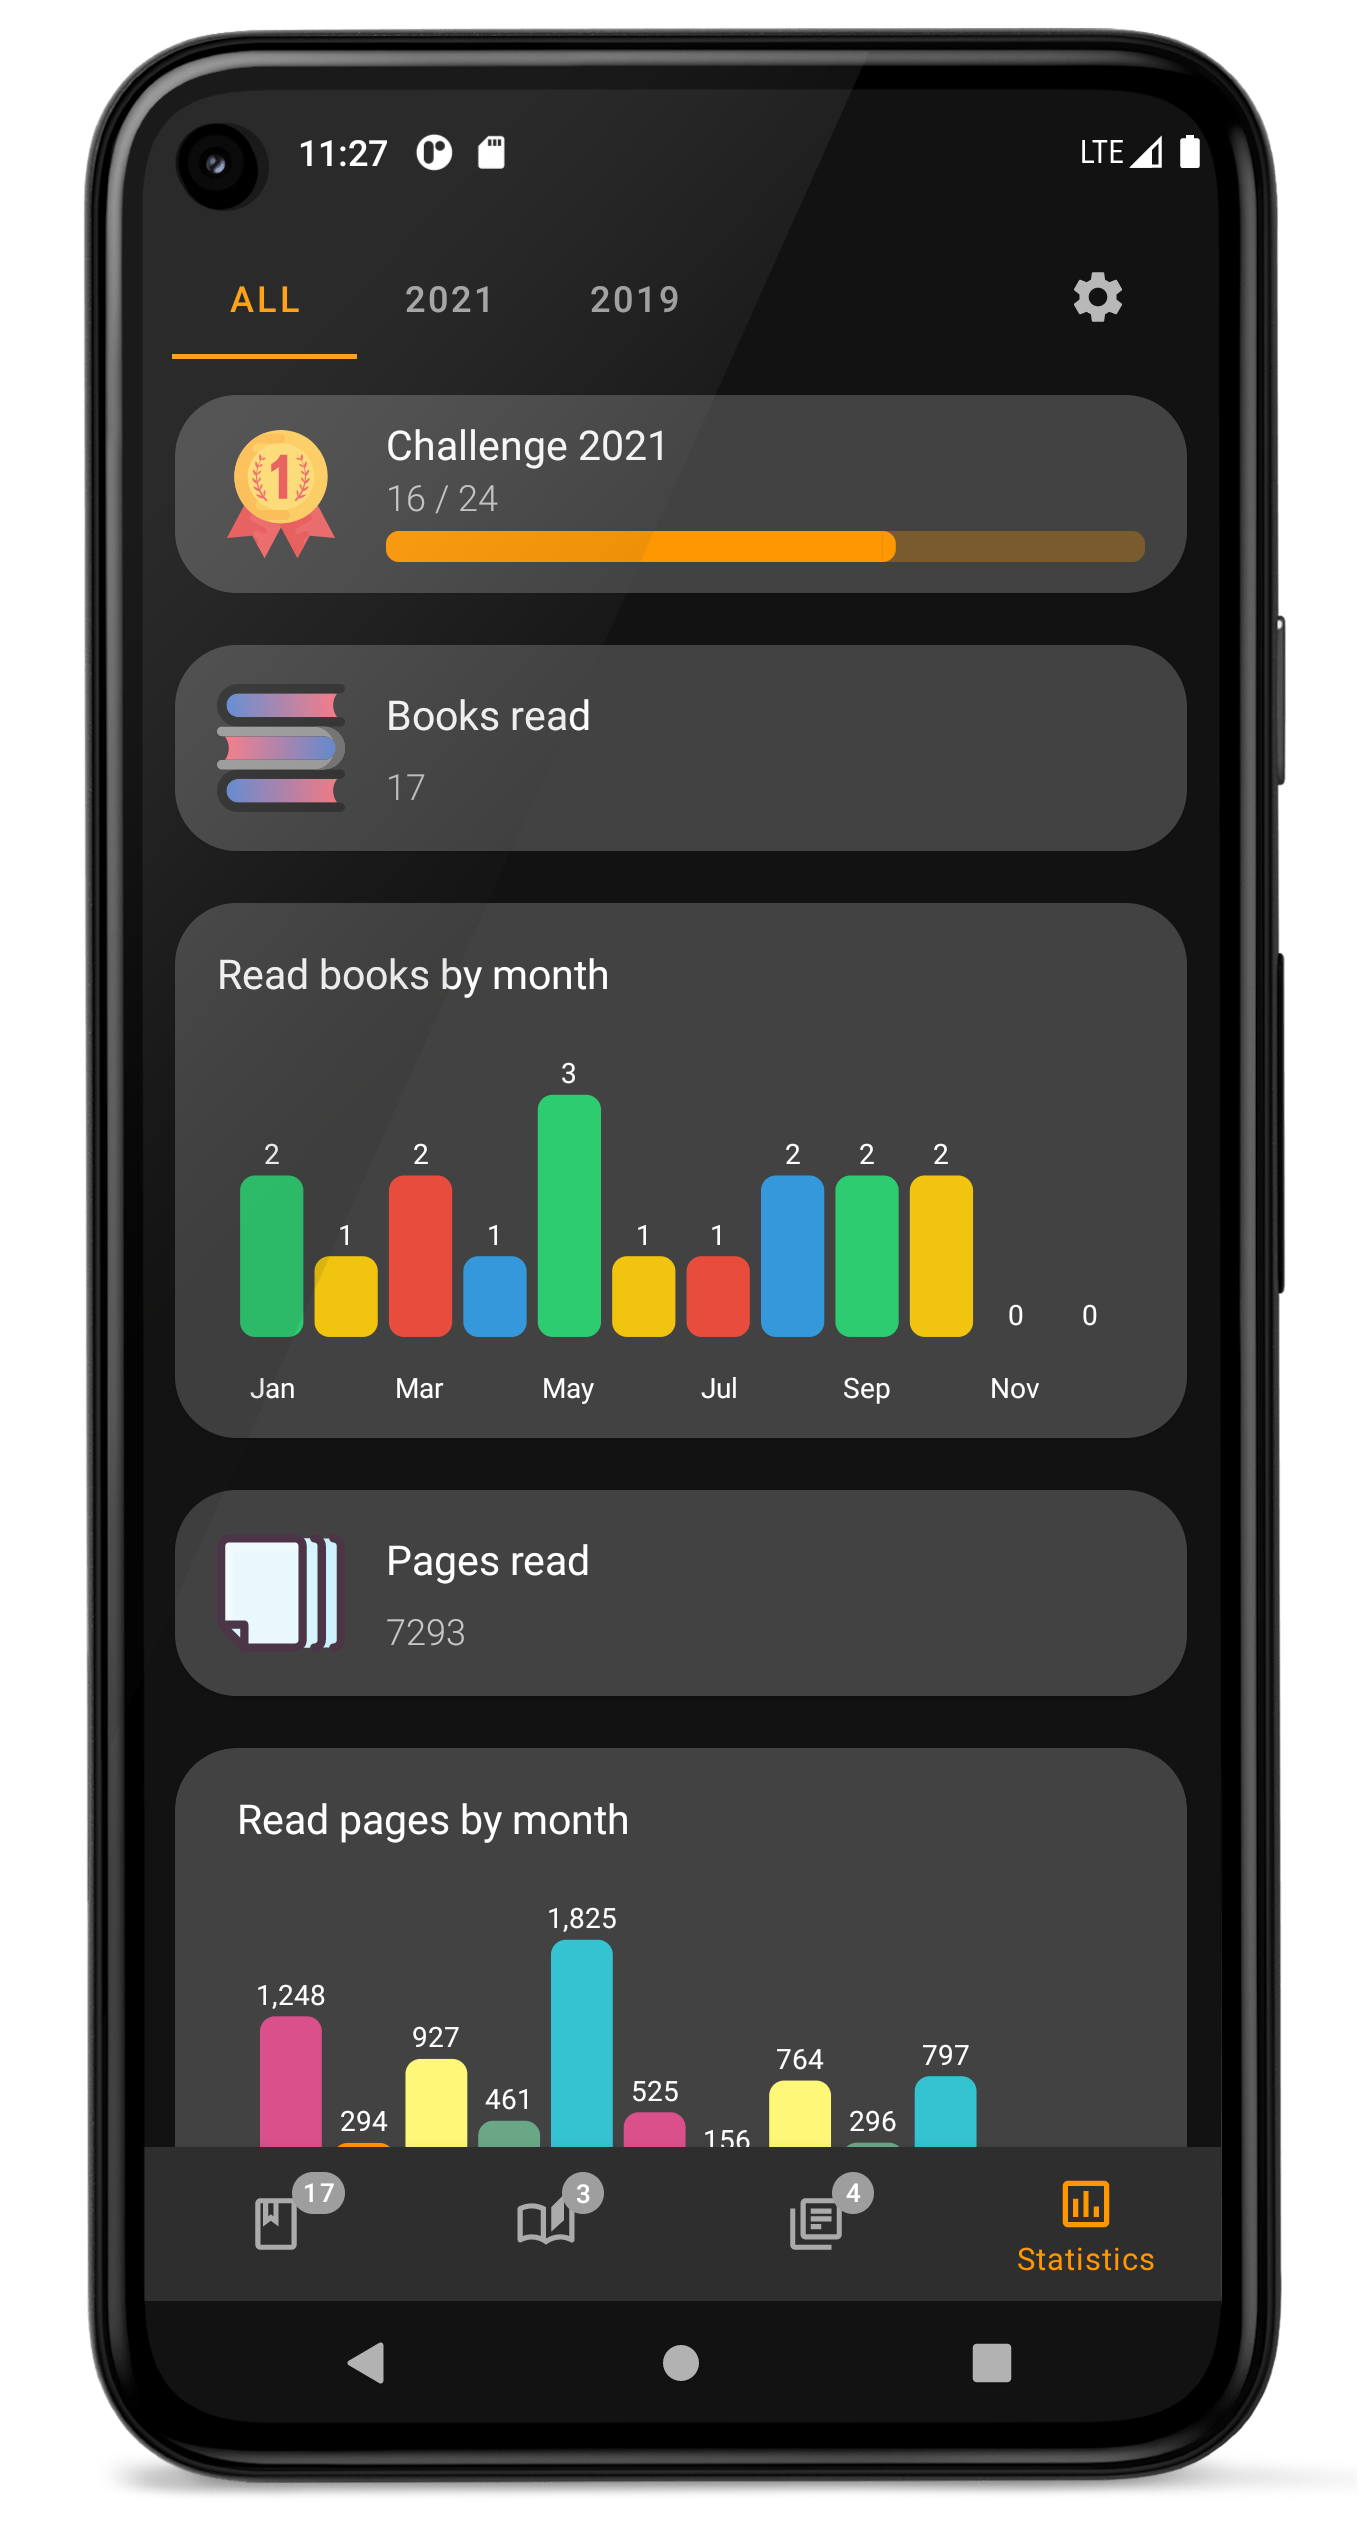 11:27 LTE
ALL 2021 2019
1
Challenge 2021
16 / 24
Books read
17
Read books by month
3
2 2 2 2 2
1 1 1 1
0 0
Jan Mar May Jul Sep Nov
Pages read
7293
Read pages by month
1,825
1,248
927
764 797
461 525
294 156 296
17 3 4
Statistics